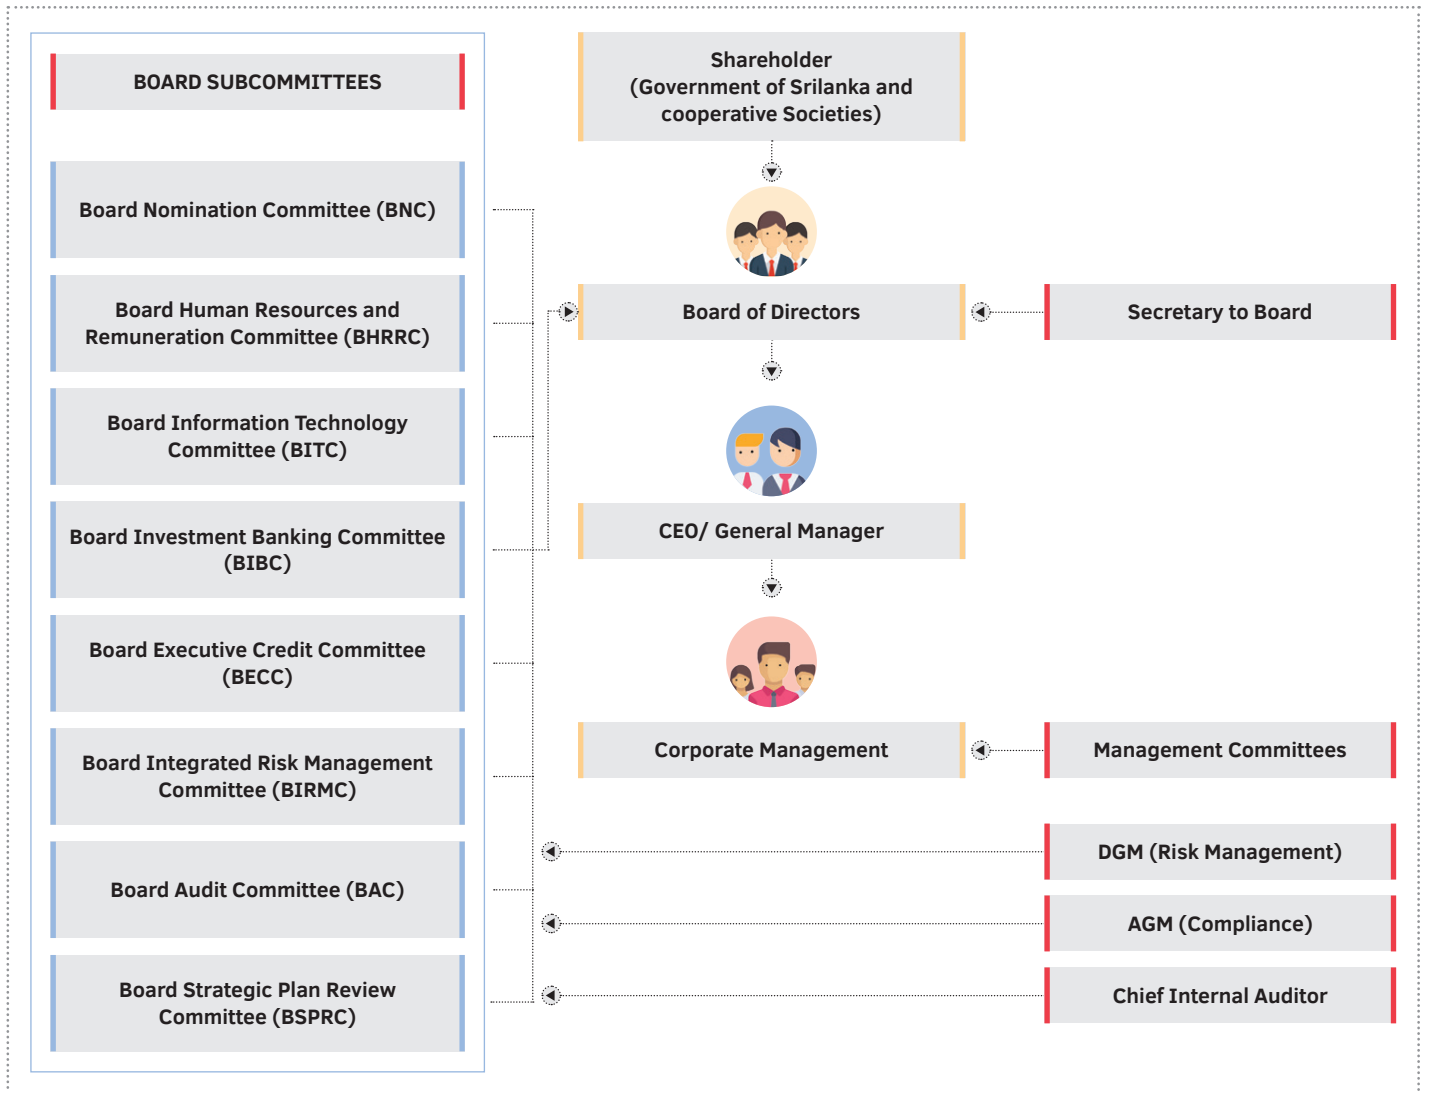 BOARD SUBCOMMITTEES
Board Nomination Committee (BNC)
Board Human Resources and
Remuneration Committee (BHRRC)
Board Information Technology
Committee (BITC)
Board Investment Banking Committee
(BIBC)
Board Executive Credit Committee
(BECC)
Board Integrated Risk Management
Committee (BIRMC)
Board Audit Committee (BAC)
Board Strategic Plan Review
Committee (BSPRC)
Shareholder
(Government of Srilanka and
cooperative Societies)
Board of Directors
Secretary to Board
CEO/ General Manager
Corporate Management
Management Committees
DGM (Risk Management)
AGM (Compliance)
Chief Internal Auditor